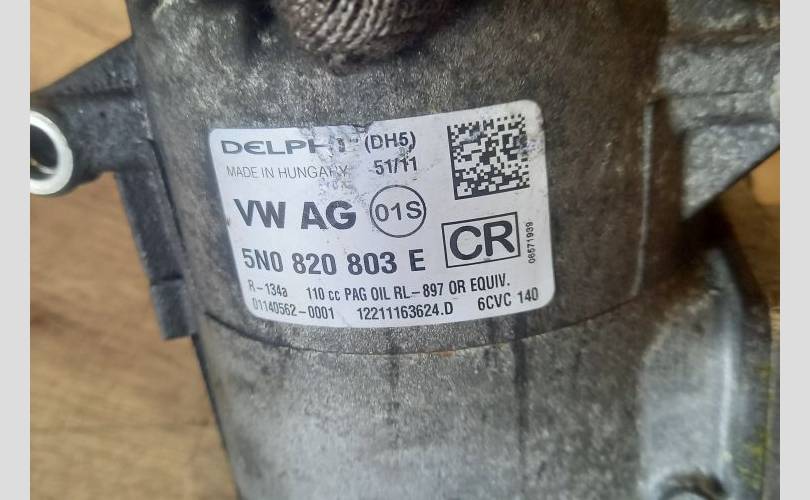 DELPHI (DH5)
MADE IN HUNGARY 51/11
VW AG 01S
5N0 820 803 E CR
08571939
R-134a 110 cc PAG OIL RL-897 OR EQUIV.
01140562-0001 12211163624.D 6CVC 140